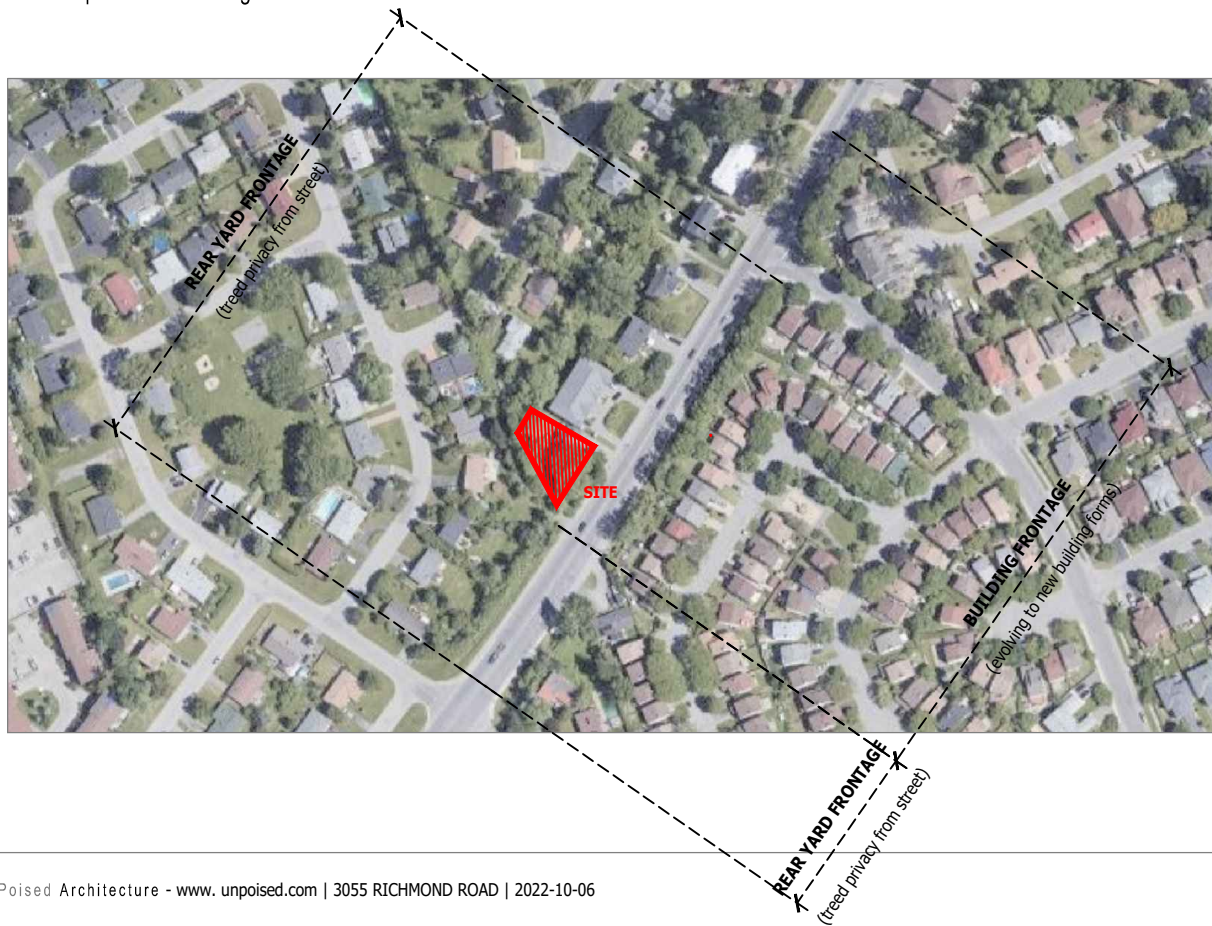 REAR YARD FRONTAGE
(treed privacy from street)
SITE
BUILDING FRONTAGE
(evolving to new building forms)
REAR YARD FRONTAGE
(treed privacy from street)
Poised Architecture - www. unpoised.com | 3055 RICHMOND ROAD | 2022-10-06